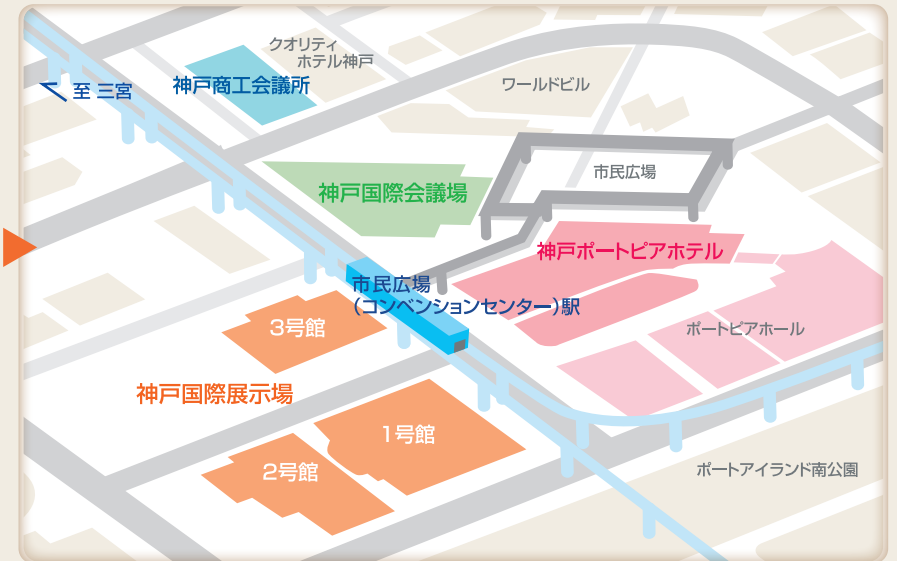 クオリティ
ホテル神戸
神戸商工会議所
至 三宮
ワールドビル
市民広場
神戸国際会議場
神戸ポートピアホテル
市民広場
（コンベンションセンター）駅
3号館
ポートピアホール
神戸国際展示場
1号館
2号館
ポートアイランド南公園